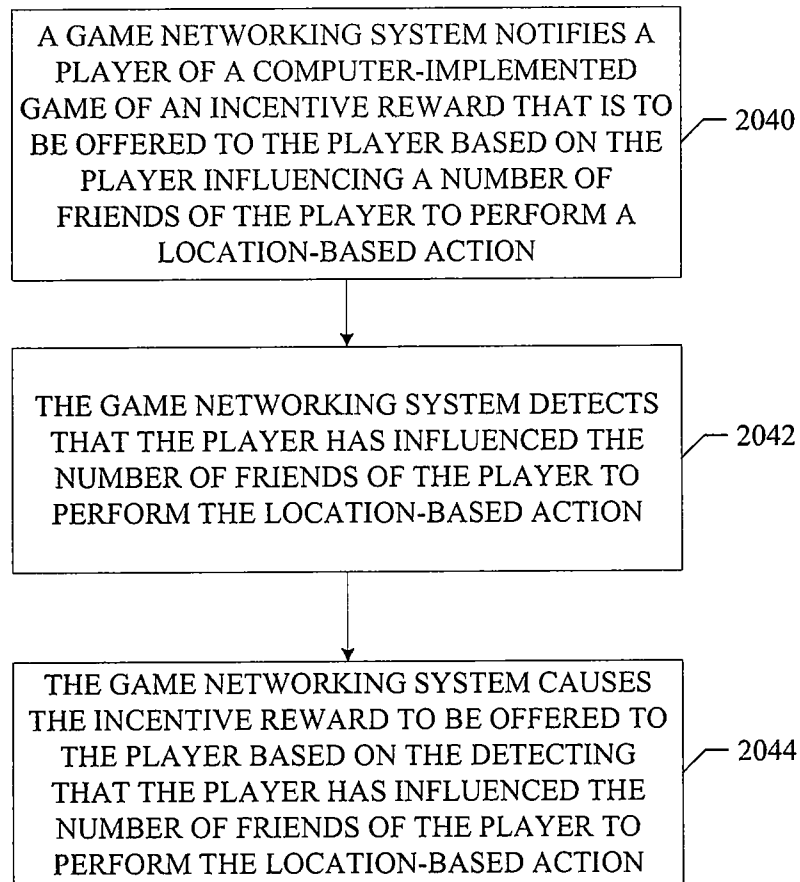 A GAME NETWORKING SYSTEM NOTIFIES A
PLAYER OF A COMPUTER-IMPLEMENTED
GAME OF AN INCENTIVE REWARD THAT IS TO
BE OFFERED TO THE PLAYER BASED ON THE
PLAYER INFLUENCING A NUMBER OF
FRIENDS OF THE PLAYER TO PERFORM A
LOCATION-BASED ACTION
2040
THE GAME NETWORKING SYSTEM DETECTS
THAT THE PLAYER HAS INFLUENCED THE
NUMBER OF FRIENDS OF THE PLAYER TO
PERFORM THE LOCATION-BASED ACTION
2042
THE GAME NETWORKING SYSTEM CAUSES
THE INCENTIVE REWARD TO BE OFFERED TO
THE PLAYER BASED ON THE DETECTING
THAT THE PLAYER HAS INFLUENCED THE
NUMBER OF FRIENDS OF THE PLAYER TO
PERFORM THE LOCATION-BASED ACTION
2044